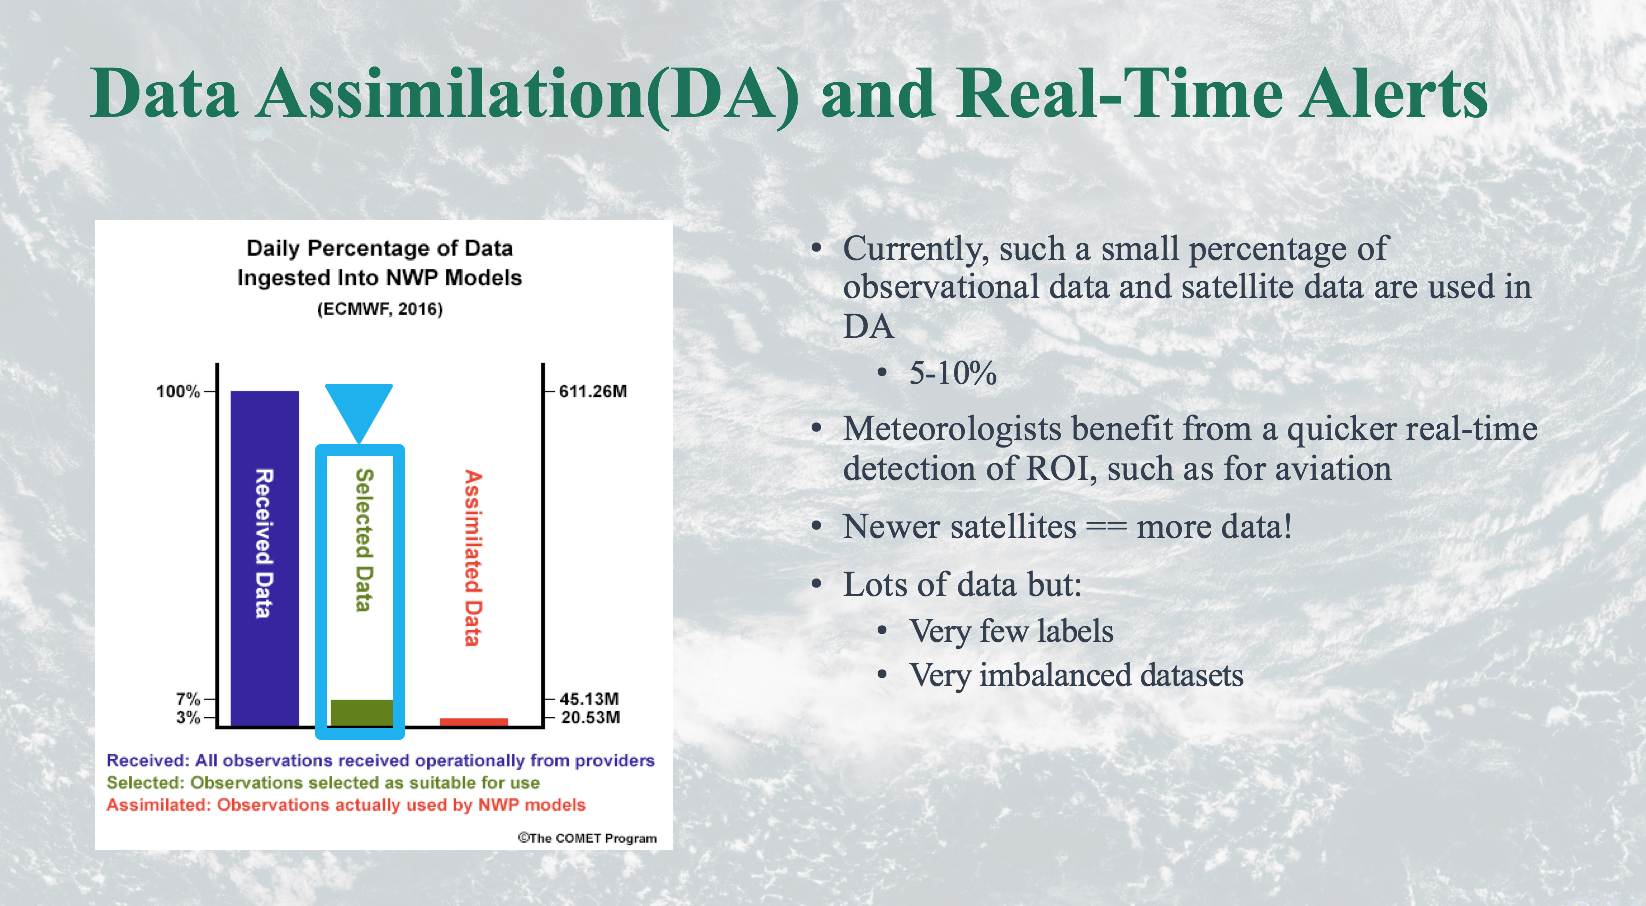 Data Assimilation(DA) and Real-Time Alerts
Daily Percentage of Data
Ingested Into NWP Models
(ECMWF, 2016)
100%
611.26M
Received Data
Selected Data
Assimilated Data
7%
45.13M
3%
20.53M
Received: All observations received operationally from providers
Selected: Observations selected as suitable for use
Assimilated: Observations actually used by NWP models
©The COMET Program
• Currently, such a small percentage of
observational data and satellite data are used in
DA
• 5-10%
• Meteorologists benefit from a quicker real-time
detection of ROI, such as for aviation
• Newer satellites == more data!
• Lots of data but:
• Very few labels
• Very imbalanced datasets